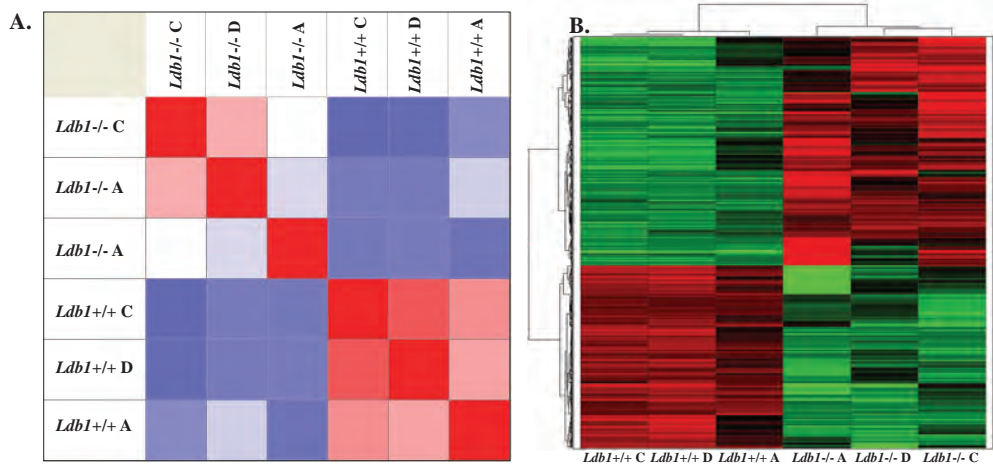 A.
Ldb1-/- C
Ldb1-/- D
Ldb1-/- A
Ldb1+/+ C
Ldb1+/+ D
Ldb1+/+ A
Ldb1-/- C
Ldb1-/- A
Ldb1-/- A
Ldb1+/+ C
Ldb1+/+ D
Ldb1+/+ A
B.
Ldb1+/+ C Ldb1+/+ D Ldb1+/+ A Ldb1-/- A Ldb1-/- D Ldb1-/- C